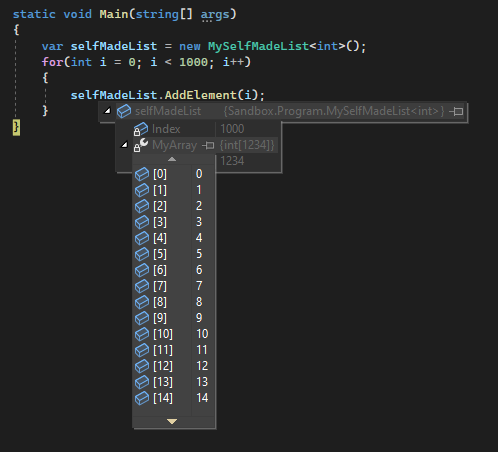 static void Main(string[] args)
{
var selfMadeList = new MySelfMadeList<int>();
for(int i = 0; i < 1000; i++)
{
selfMadeList.AddElement(i);
}
selfMadeList {Sandbox.Program.MySelfMadeList<int>}
}
Index 1000
MyArray {int[1234]}
1234
[0] 0
[1] 1
[2] 2
[3] 3
[4] 4
[5] 5
[6] 6
[7] 7
[8] 8
[9] 9
[10] 10
[11] 11
[12] 12
[13] 13
[14] 14